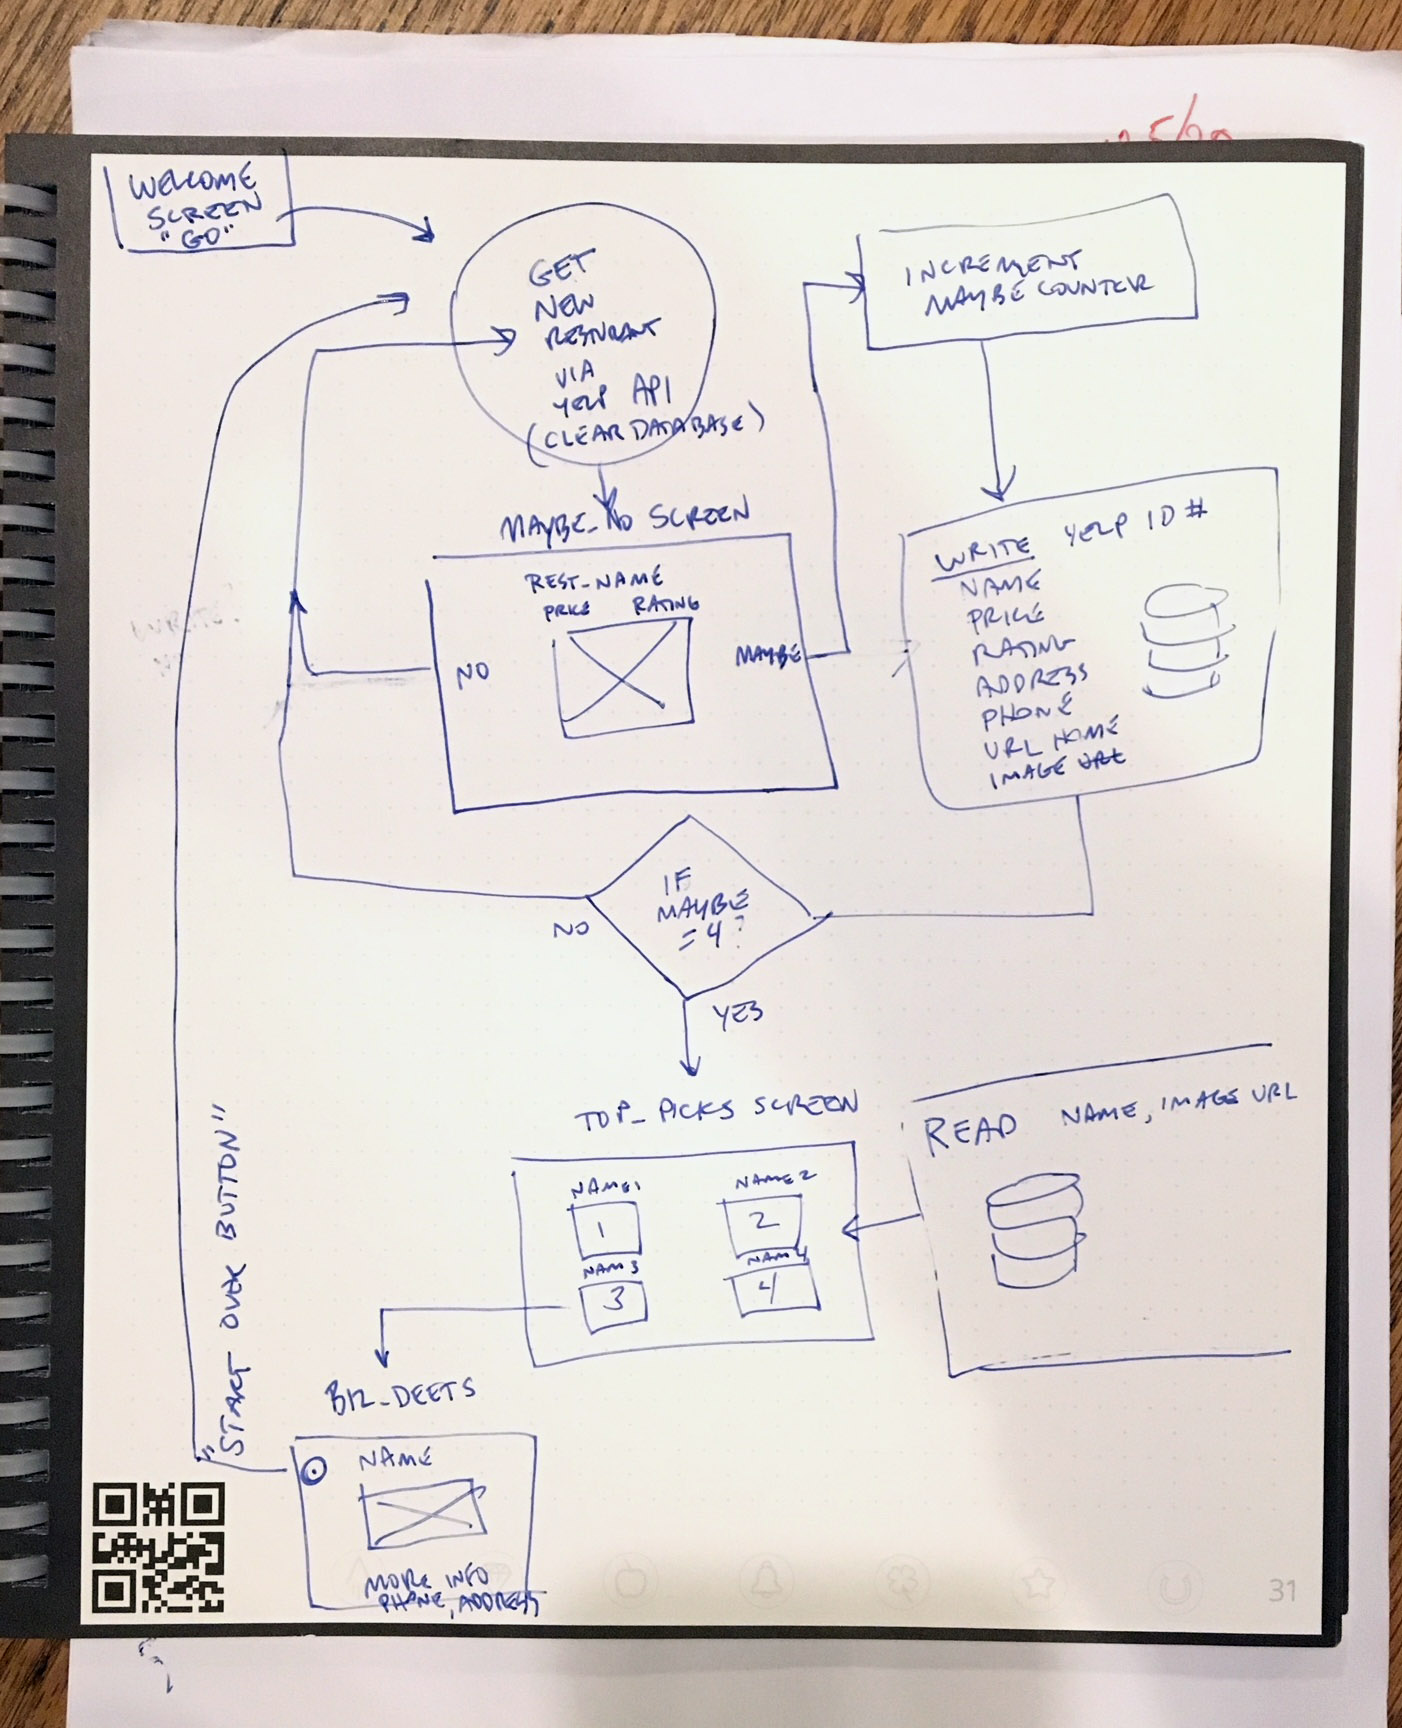 WELCOME
SCREEN
"GO"
GET
NEW
RESTURANT
VIA
YELP API
(CLEAR DATABASE)
INCREMENT
MAYBE COUNTER
MAYBE_NO SCREEN
REST_NAME
PRICE RATING
NO
MAYBE
WRITE YELP ID #
NAME
PRICE
RATING
ADDRESS
PHONE
URL HOME
IMAGE URL
IF
MAYBE
= 4?
NO
YES
TOP_PICKS SCREEN
NAME1
NAME2
1
2
NAM3
NAM4
3
4
READ NAME, IMAGE URL
"START OVER BUTTON"
BIZ_DEETS
NAME
MORE INFO
PHONE, ADDRESS
31